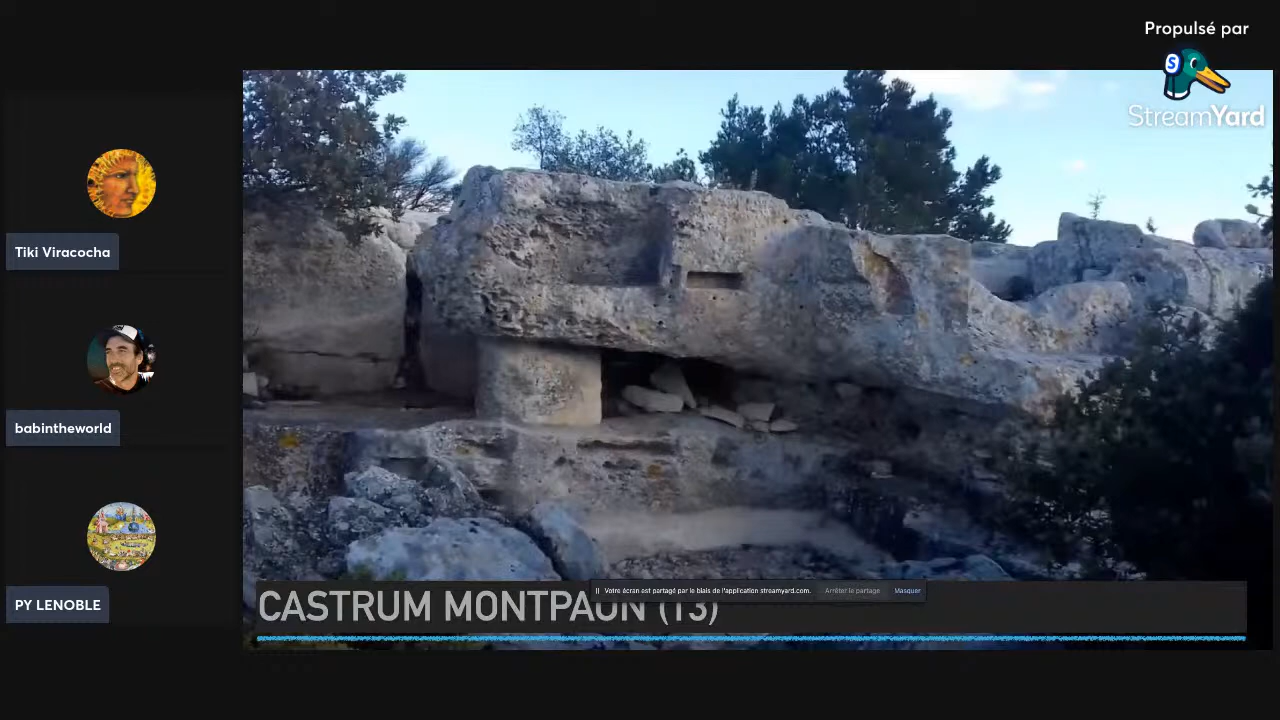 Propulsé par
StreamYard
Tiki Viracocha
babintheworld
PY LENOBLE
Votre écran est partagé par le biais de l'application streamyard.com. Arrêter le partage Masquer
CASTRUM MONTPAON (13)